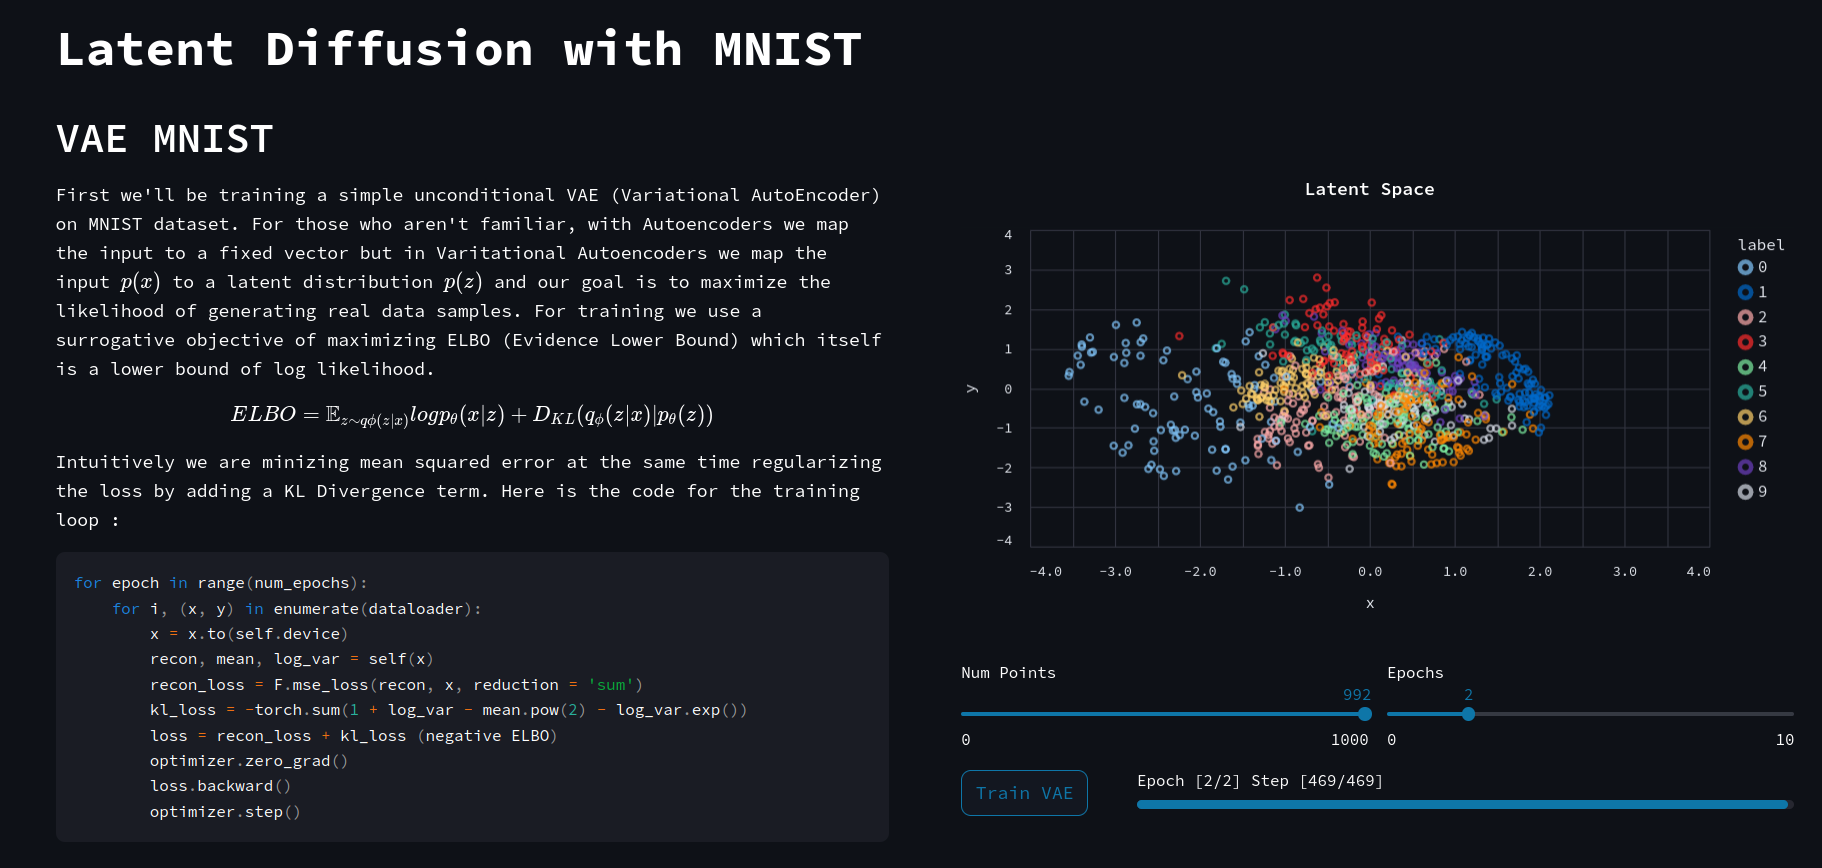 Latent Diffusion with MNIST
VAE MNIST
First we'll be training a simple unconditional VAE (Variational AutoEncoder)
on MNIST dataset. For those who aren't familiar, with Autoencoders we map
the input to a fixed vector but in Varitational Autoencoders we map the
input p(x) to a latent distribution p(z) and our goal is to maximize the
likelihood of generating real data samples. For training we use a
surrogative objective of maximizing ELBO (Evidence Lower Bound) which itself
is a lower bound of log likelihood.
ELBO = 𝔼_{z∼qϕ(z|x)} logp_θ(x|z) + D_{KL}(q_ϕ(z|x)|p_θ(z))
Intuitively we are minizing mean squared error at the same time regularizing
the loss by adding a KL Divergence term. Here is the code for the training
loop :
for epoch in range(num_epochs):
    for i, (x, y) in enumerate(dataloader):
        x = x.to(self.device)
        recon, mean, log_var = self(x)
        recon_loss = F.mse_loss(recon, x, reduction = 'sum')
        kl_loss = -torch.sum(1 + log_var - mean.pow(2) - log_var.exp())
        loss = recon_loss + kl_loss (negative ELBO)
        optimizer.zero_grad()
        loss.backward()
        optimizer.step()
Latent Space
4
3
2
1
0
−1
−2
−3
−4
y
−4.0 −3.0 −2.0 −1.0 0.0 1.0 2.0 3.0 4.0
x
label
0
1
2
3
4
5
6
7
8
9
Num Points
992
0 1000
Epochs
2
0 10
Train VAE
Epoch [2/2] Step [469/469]